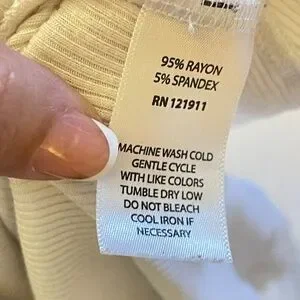 95% RAYON
5% SPANDEX
RN 121911
MACHINE WASH COLD
GENTLE CYCLE
WITH LIKE COLORS
TUMBLE DRY LOW
DO NOT BLEACH
COOL IRON IF
NECESSARY